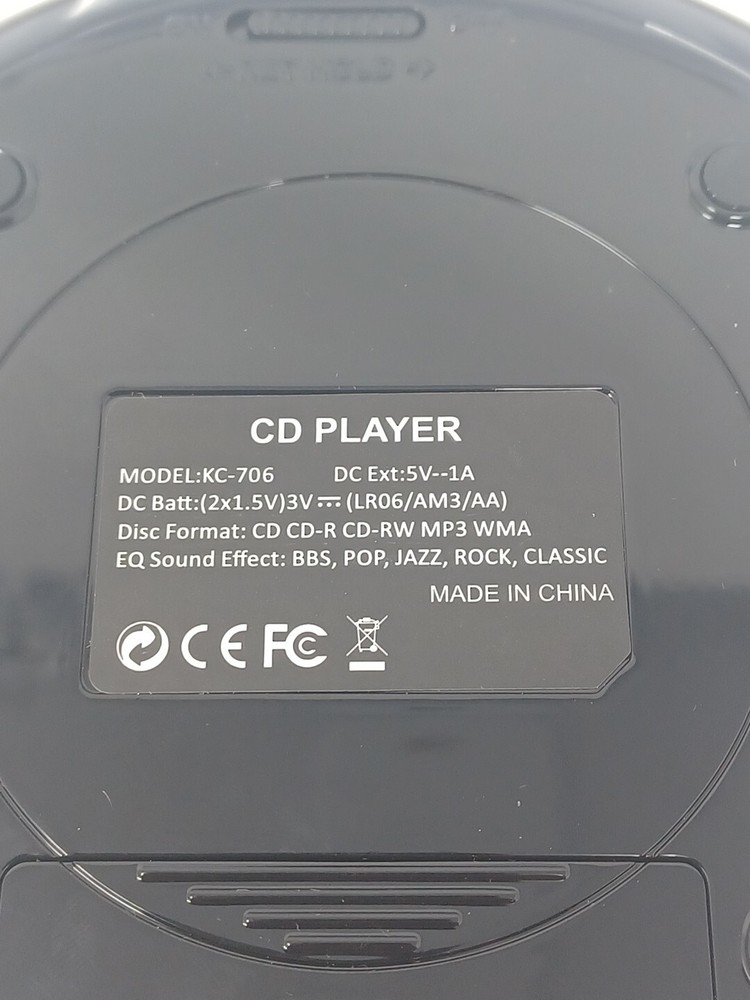 CD PLAYER
MODEL:KC-706 DC Ext:5V--1A
DC Batt:(2x1.5V)3V⎓(LR06/AM3/AA)
Disc Format: CD CD-R CD-RW MP3 WMA
EQ Sound Effect: BBS, POP, JAZZ, ROCK, CLASSIC
MADE IN CHINA
CE FC